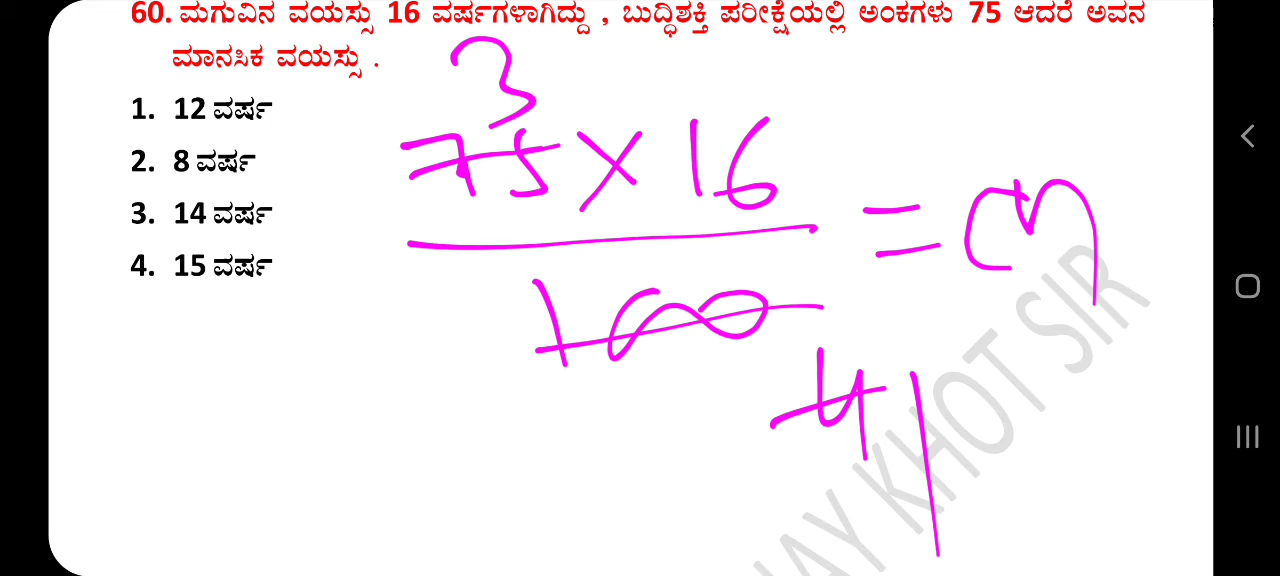 60. ಮಗುವಿನ ವಯಸ್ಸು 16 ವರ್ಷಗಳಾಗಿದ್ದು , ಬುದ್ಧಿಶಕ್ತಿ ಪರೀಕ್ಷೆಯಲ್ಲಿ ಅಂಕಗಳು 75 ಆದರೆ ಅವನ
ಮಾನಸಿಕ ವಯಸ್ಸು .
1. 12 ವರ್ಷ
2. 8 ವರ್ಷ
3. 14 ವರ್ಷ
4. 15 ವರ್ಷ
3
75 × 16
=
100
4
AY KHOT SIR